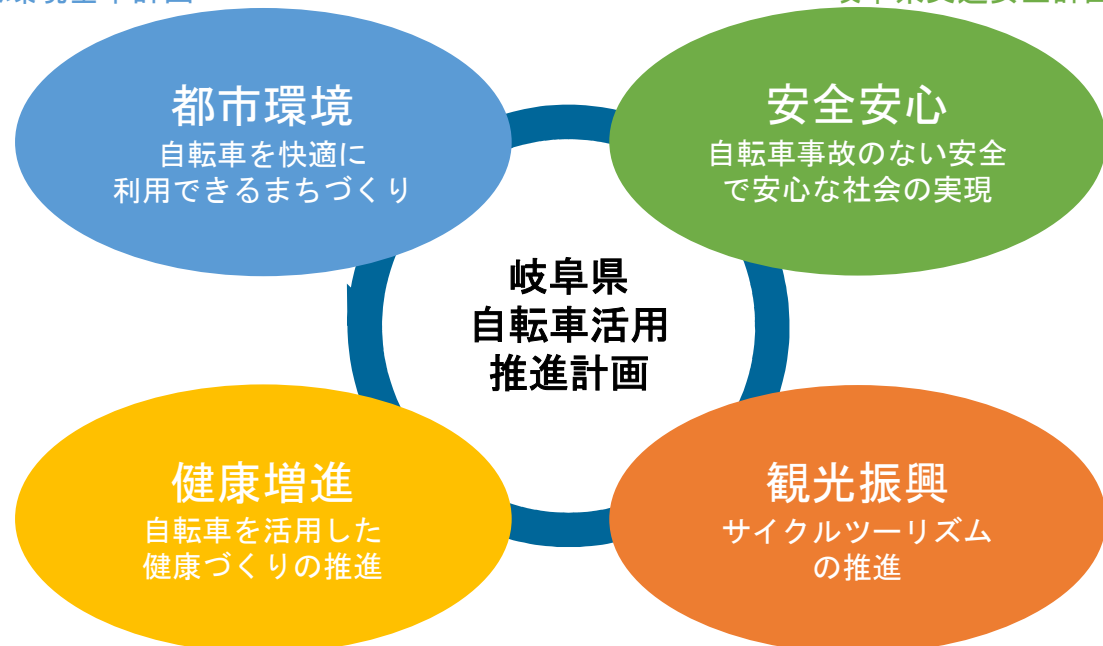 都市環境
自転車を快適に
利用できるまちづくり
安全安心
自転車事故のない安全
で安心な社会の実現
岐阜県
自転車活用
推進計画
健康増進
自転車を活用した
健康づくりの推進
観光振興
サイクルツーリズム
の推進